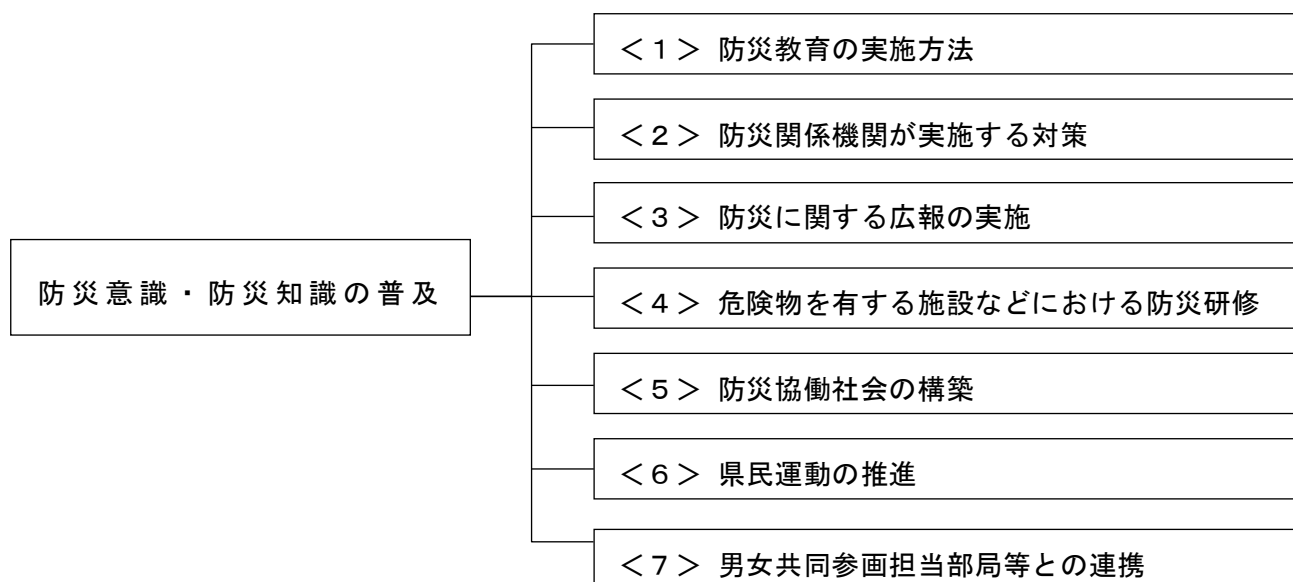 防災意識・防災知識の普及
＜１＞ 防災教育の実施方法
＜２＞ 防災関係機関が実施する対策
＜３＞ 防災に関する広報の実施
＜４＞ 危険物を有する施設などにおける防災研修
＜５＞ 防災協働社会の構築
＜６＞ 県民運動の推進
＜７＞ 男女共同参画担当部局等との連携